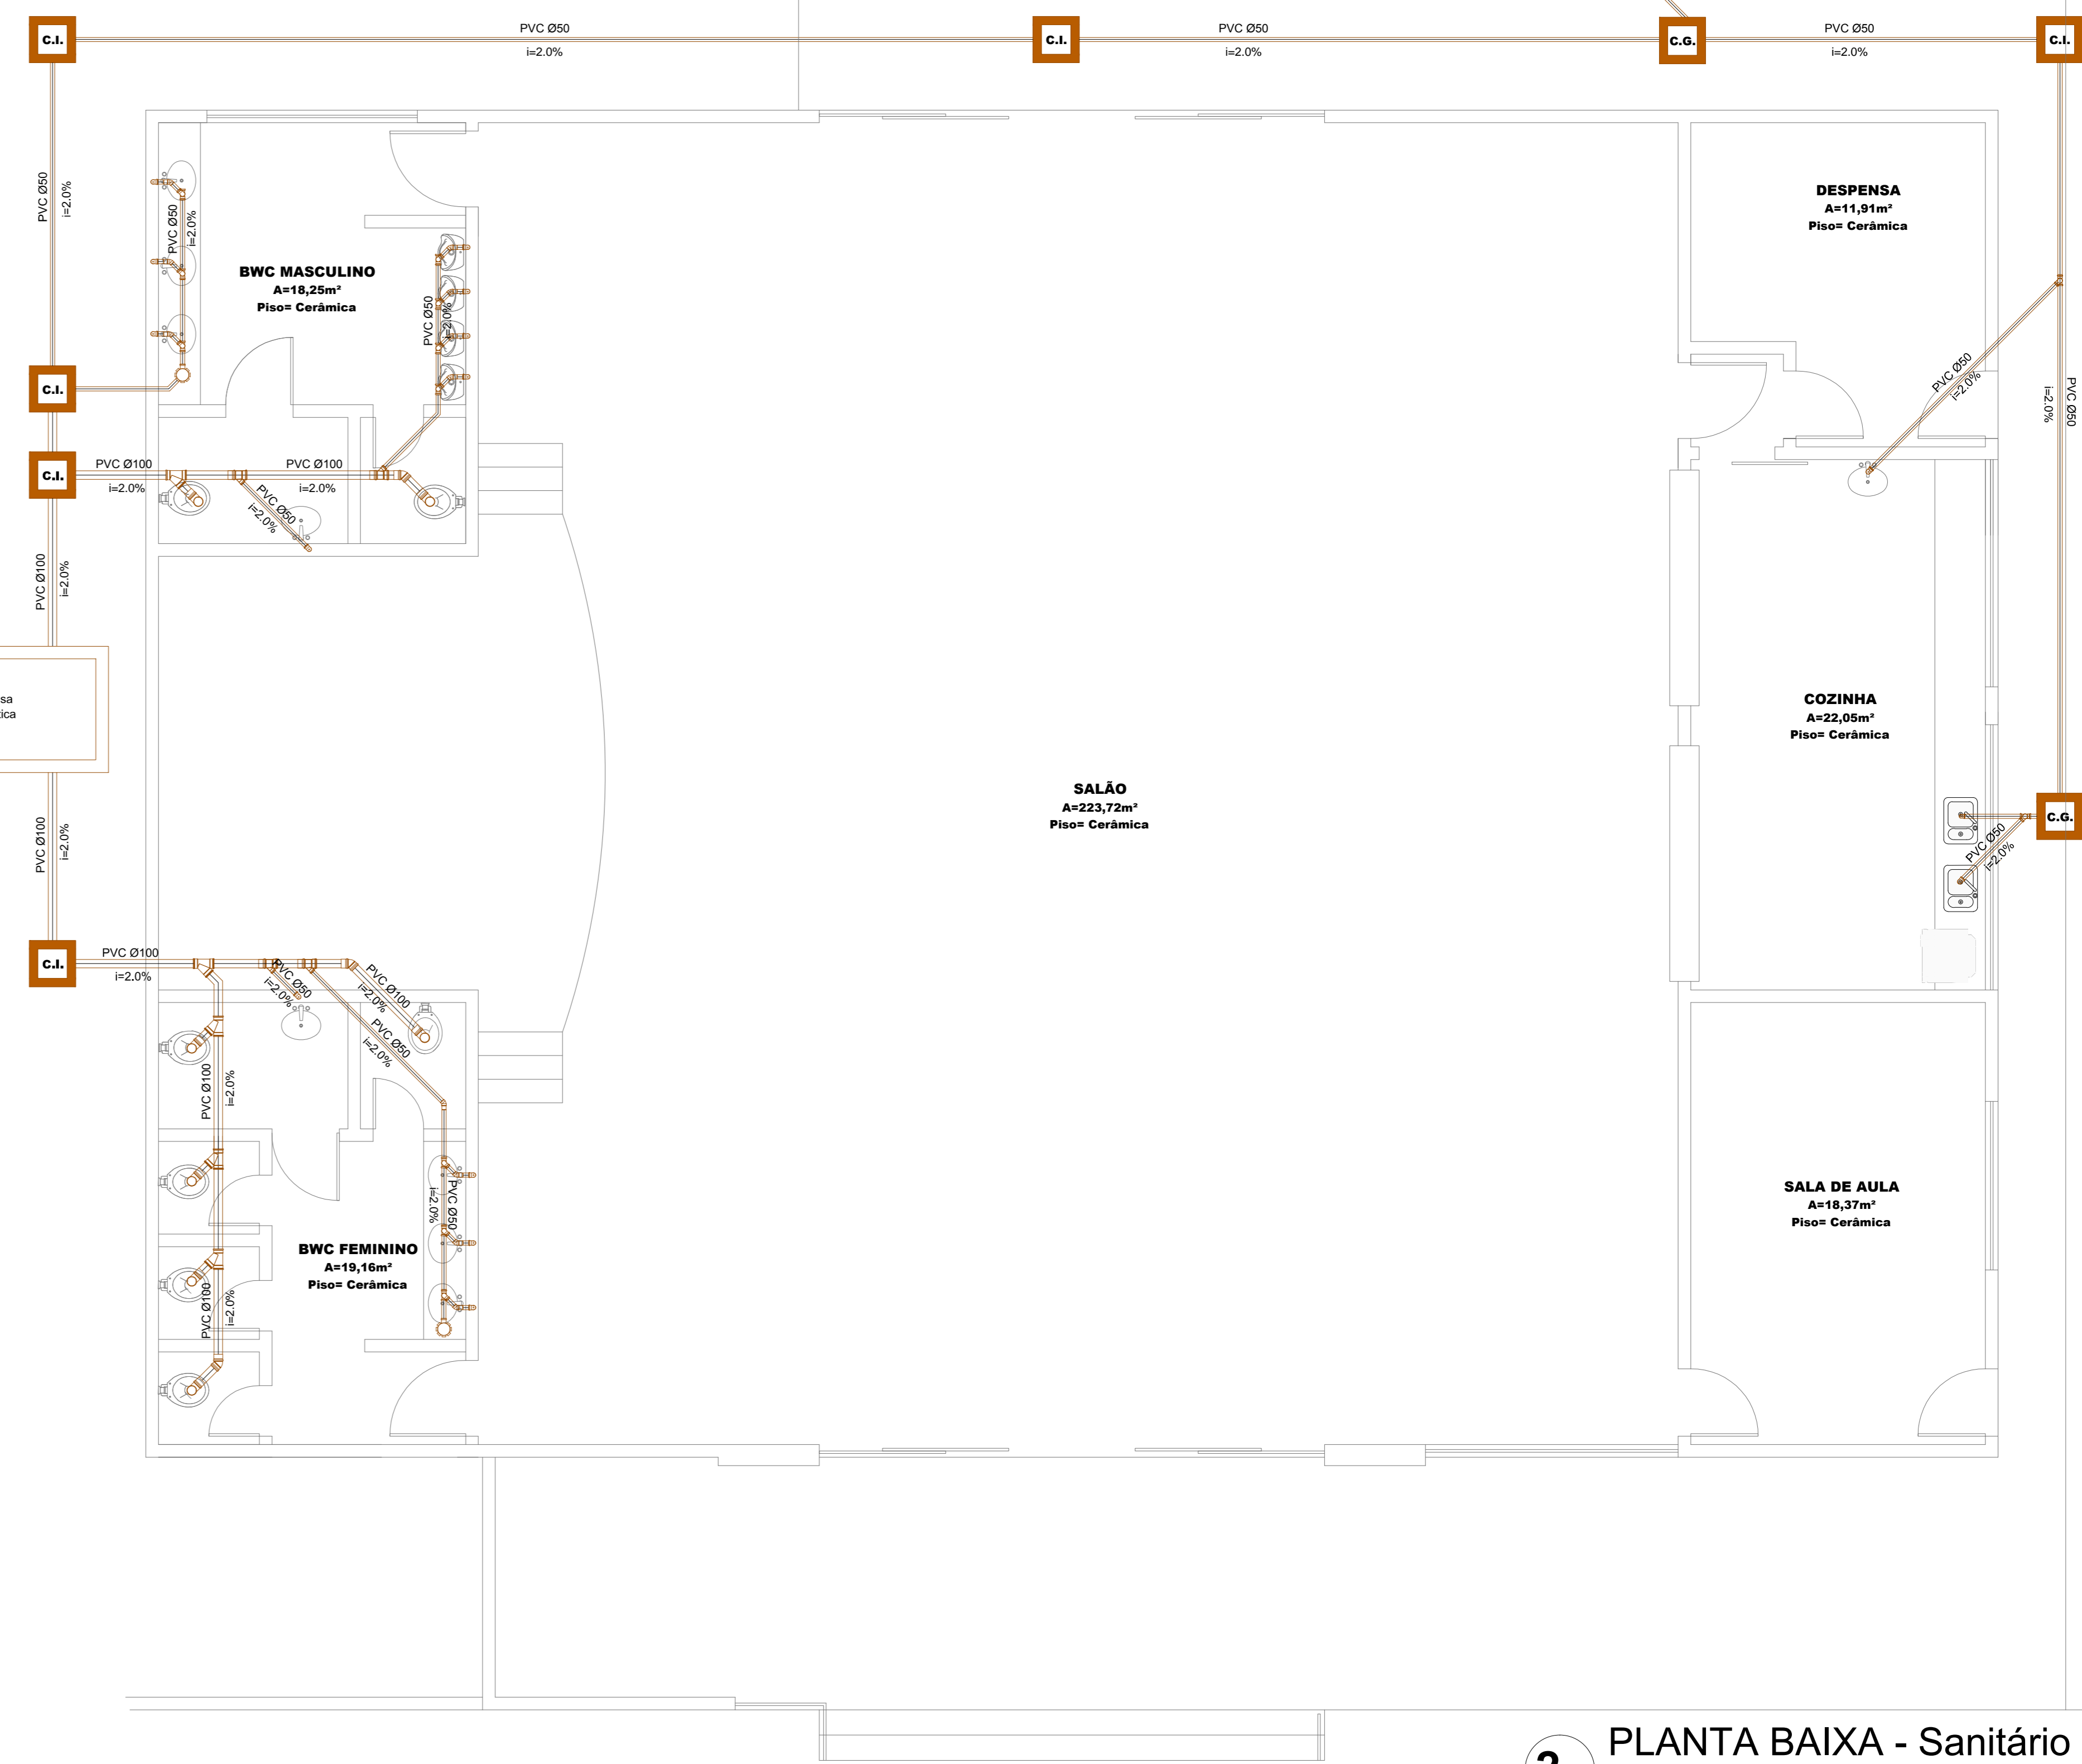 C.I.
PVC Ø50
i=2.0%
C.I.
PVC Ø50
i=2.0%
C.G.
PVC Ø50
i=2.0%
C.I.
PVC Ø50
i=2.0%
PVC Ø50
i=2.0%
BWC MASCULINO
A=18,25m²
Piso= Cerâmica
PVC Ø50
i=2.0%
DESPENSA
A=11,91m²
Piso= Cerâmica
C.I.
PVC Ø50
i=2.0%
PVC Ø50
i=2.0%
C.I.
PVC Ø100
i=2.0%
PVC Ø100
i=2.0%
PVC Ø50
i=2.0%
PVC Ø100
i=2.0%
sa
ica
COZINHA
A=22,05m²
Piso= Cerâmica
SALÃO
A=223,72m²
Piso= Cerâmica
C.G.
PVC Ø50
i=2.0%
PVC Ø100
i=2.0%
C.I.
PVC Ø100
i=2.0%
PVC Ø50
i=2.0%
PVC Ø100
i=2.0%
PVC Ø50
i=2.0%
PVC Ø100
i=2.0%
PVC Ø50
i=2.0%
SALA DE AULA
A=18,37m²
Piso= Cerâmica
BWC FEMININO
A=19,16m²
Piso= Cerâmica
PVC Ø100
i=2.0%
PLANTA BAIXA - Sanitário